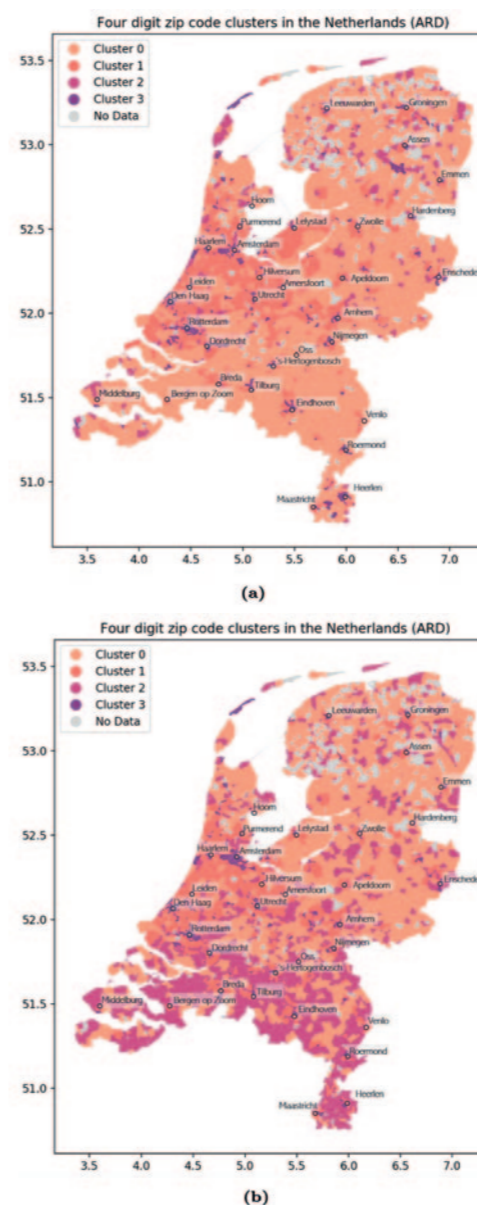 Four digit zip code clusters in the Netherlands (ARD)
Cluster 0
Cluster 1
Cluster 2
Cluster 3
No Data
53.5
53.0
52.5
52.0
51.5
51.0
Leeuwarden
Groningen
Assen
Emmen
Hoorn
Hardenberg
Purmerend
Lelystad
Zwolle
Haarlem
Amsterdam
Enschede
Hilversum
Leiden
Amersfoort
Apeldoorn
Den Haag
Utrecht
Arnhem
Rotterdam
Nijmegen
Dordrecht
Oss
's-Hertogenbosch
Breda
Middelburg
Bergen op Zoom
Tilburg
Eindhoven
Venlo
Roermond
Heerlen
Maastricht
3.5 4.0 4.5 5.0 5.5 6.0 6.5 7.0
(a)
Four digit zip code clusters in the Netherlands (ARD)
Cluster 0
Cluster 1
Cluster 2
Cluster 3
No Data
53.5
53.0
52.5
52.0
51.5
51.0
Leeuwarden
Groningen
Assen
Emmen
Hoorn
Hardenberg
Purmerend
Lelystad
Zwolle
Haarlem
Amsterdam
Enschede
Hilversum
Leiden
Amersfoort
Apeldoorn
Den Haag
Utrecht
Arnhem
Rotterdam
Nijmegen
Dordrecht
Oss
's-Hertogenbosch
Breda
Middelburg
Bergen op Zoom
Tilburg
Eindhoven
Venlo
Roermond
Heerlen
Maastricht
3.5 4.0 4.5 5.0 5.5 6.0 6.5 7.0
(b)